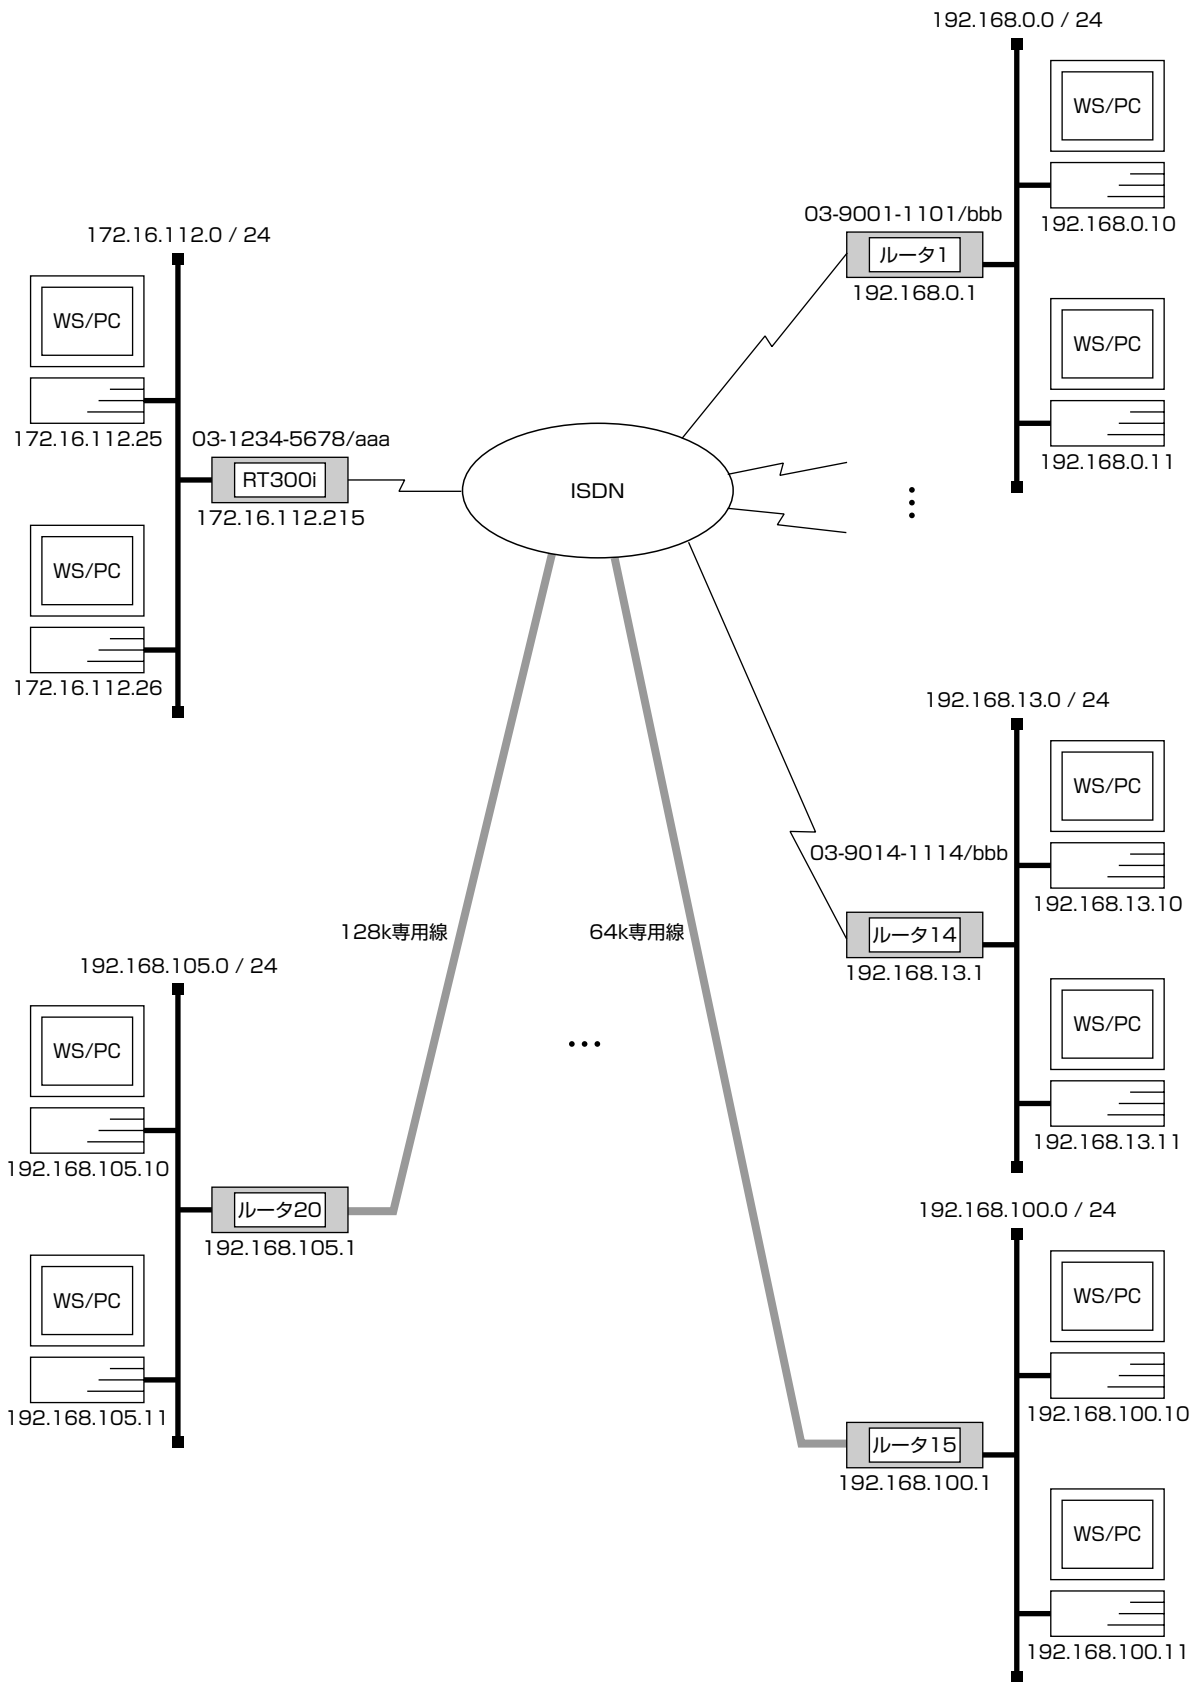 192.168.0.0 / 24
WS/PC
192.168.0.10
03-9001-1101/bbb
ルータ1
192.168.0.1
WS/PC
192.168.0.11
172.16.112.0 / 24
WS/PC
172.16.112.25
03-1234-5678/aaa
RT300i
172.16.112.215
WS/PC
172.16.112.26
ISDN
192.168.13.0 / 24
WS/PC
192.168.13.10
03-9014-1114/bbb
ルータ14
192.168.13.1
WS/PC
192.168.13.11
128k専用線
64k専用線
192.168.105.0 / 24
WS/PC
192.168.105.10
ルータ20
192.168.105.1
WS/PC
192.168.105.11
192.168.100.0 / 24
WS/PC
192.168.100.10
ルータ15
192.168.100.1
WS/PC
192.168.100.11